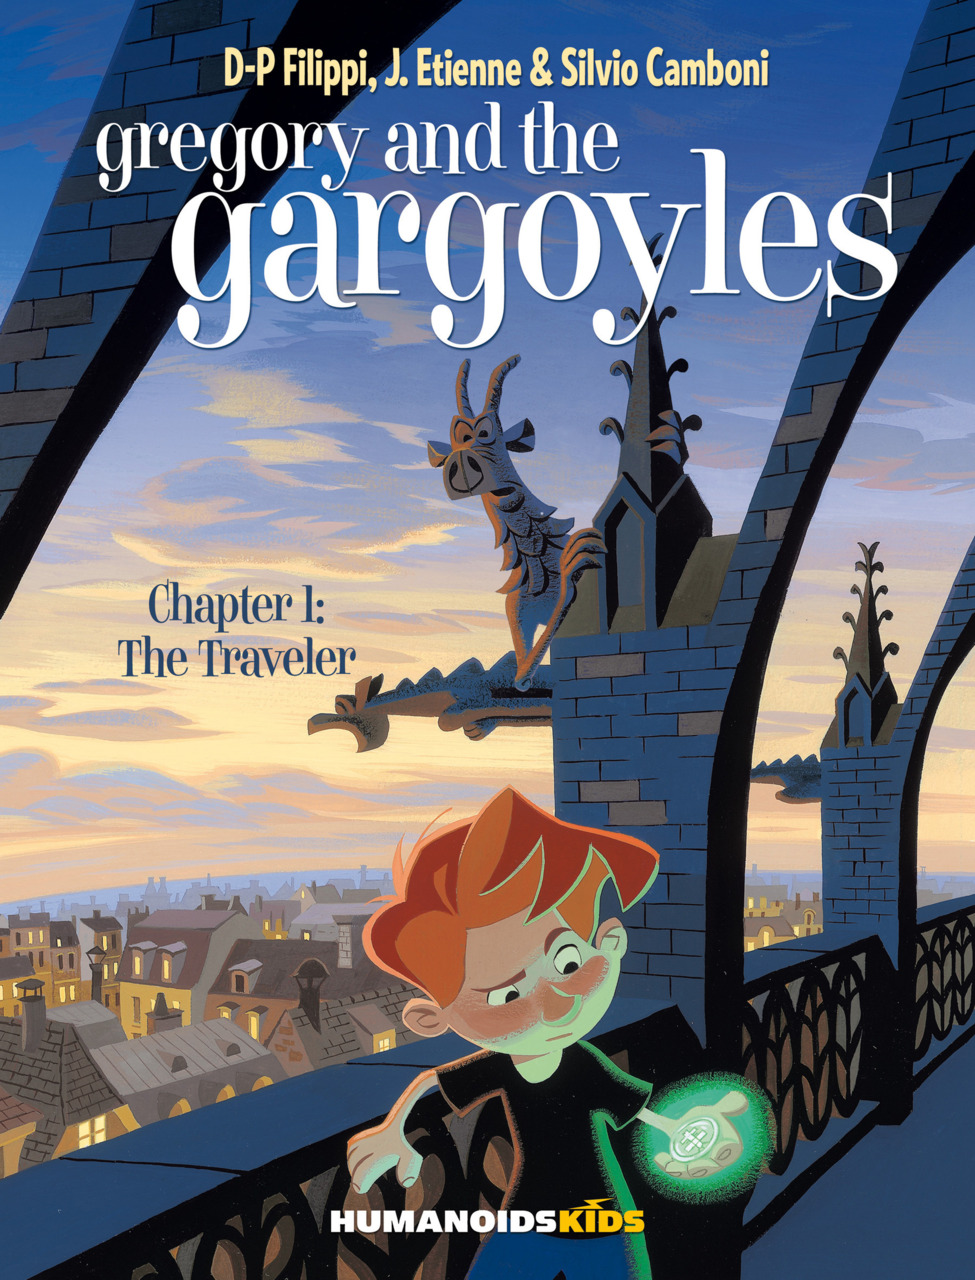 D-P Filippi, J. Etienne & Silvio Camboni
gregory and the
gargoyles
Chapter 1:
The Traveler
HUMANOIDSKIDS